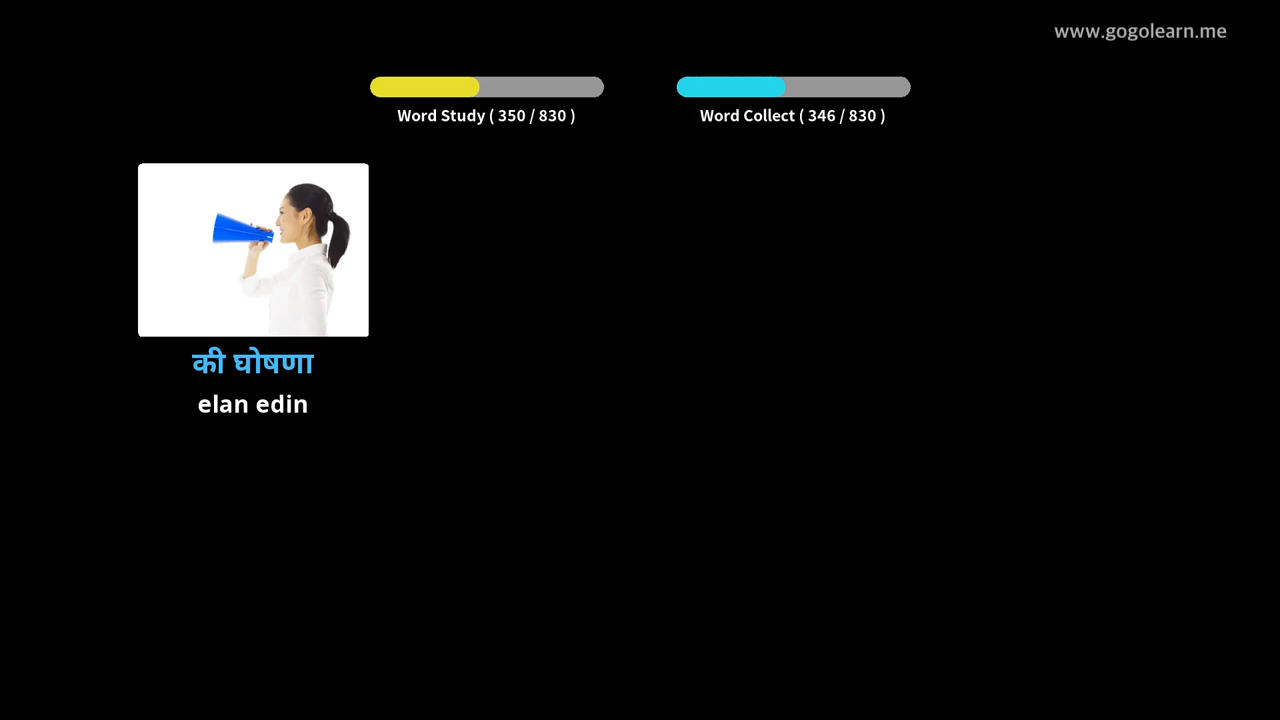 www.gogolearn.me
Word Study ( 350 / 830 )
Word Collect ( 346 / 830 )
की घोषणा
elan edin